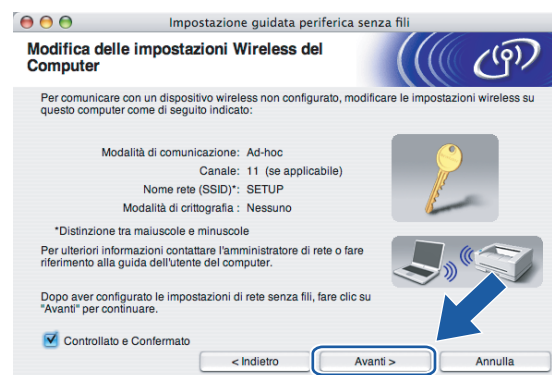 Impostazione guidata periferica senza fili
Modifica delle impostazioni Wireless del
Computer
Per comunicare con un dispositivo wireless non configurato, modificare le impostazioni wireless su
questo computer come di seguito indicato:
Modalità di comunicazione: Ad-hoc
Canale: 11 (se applicabile)
Nome rete (SSID)*: SETUP
Modalità di crittografia : Nessuno
*Distinzione tra maiuscole e minuscole
Per ulteriori informazioni contattare l'amministratore di rete o fare
riferimento alla guida dell'utente del computer.
Dopo aver configurato le impostazioni di rete senza fili, fare clic su
"Avanti" per continuare.
Controllato e Confermato
< Indietro Avanti > Annulla